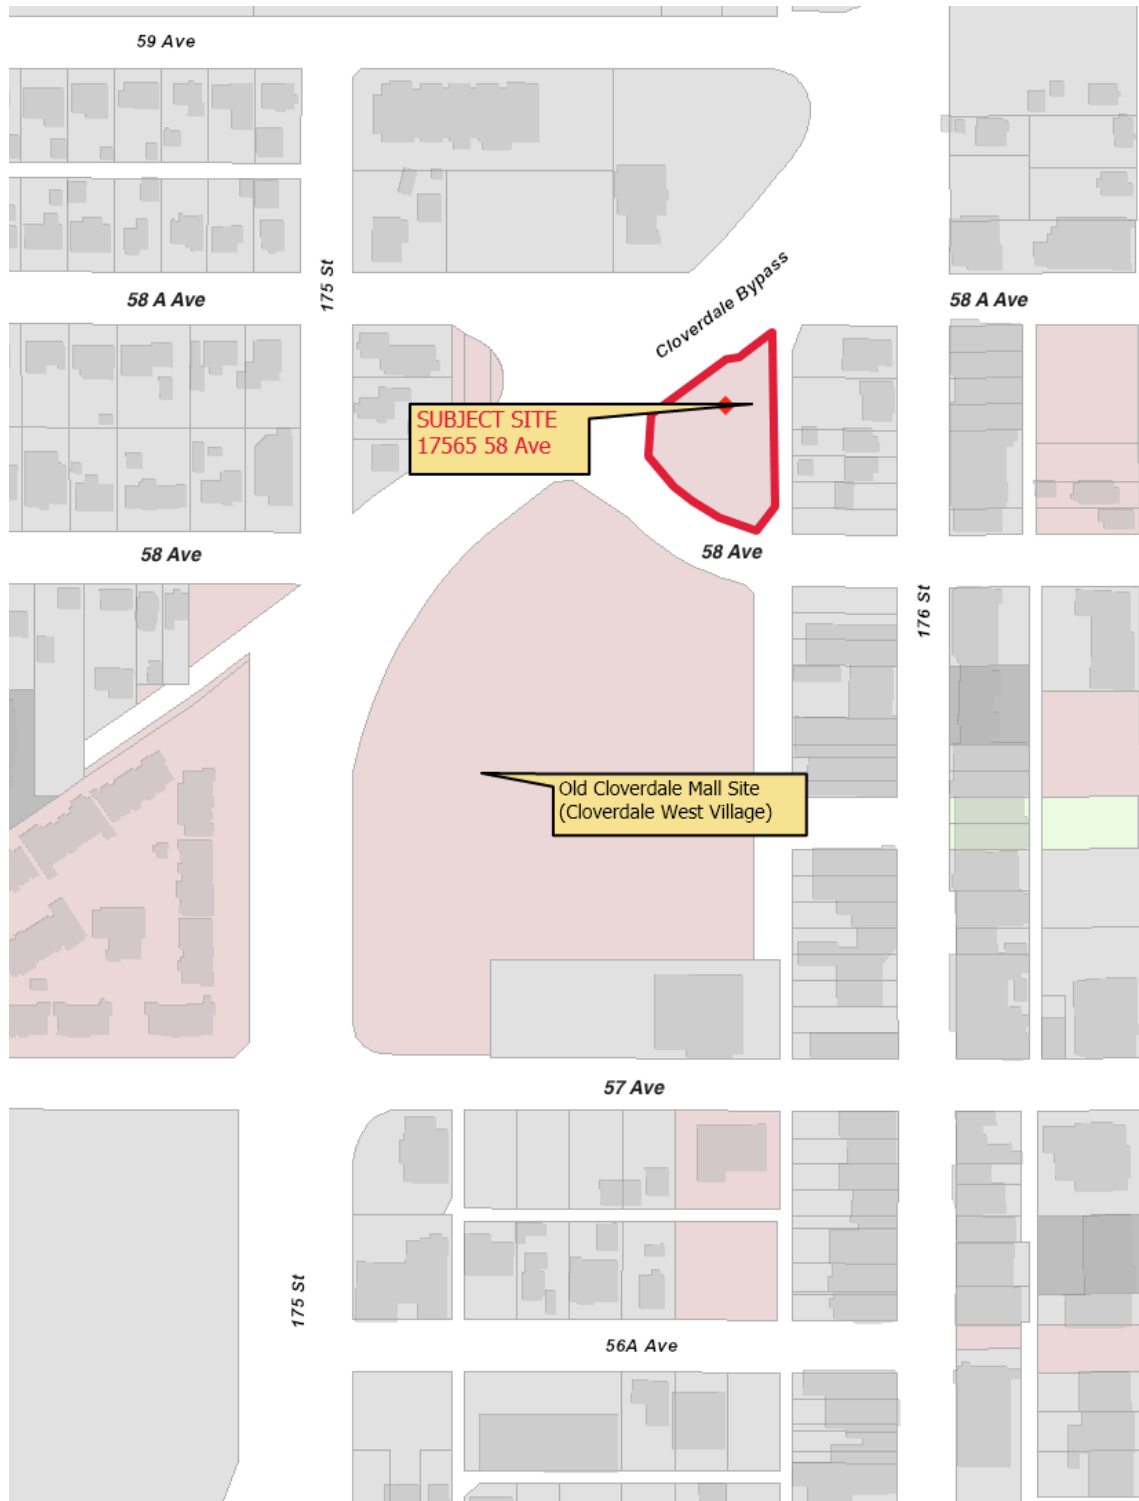 59 Ave
175 St
58 A Ave
58 A Ave
Cloverdale Bypass
SUBJECT SITE
17565 58 Ave
58 Ave
58 Ave
176 St
Old Cloverdale Mall Site
(Cloverdale West Village)
57 Ave
175 St
56A Ave